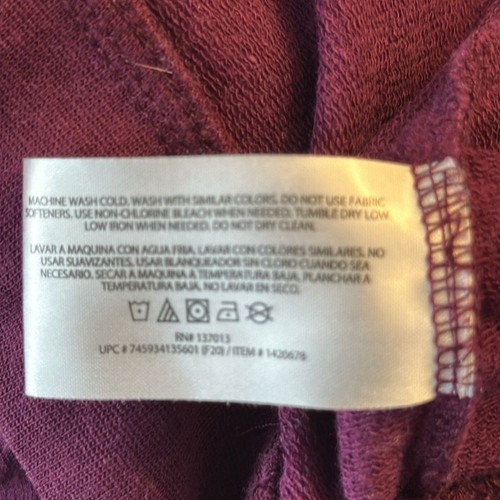 MACHINE WASH COLD. WASH WITH SIMILAR COLORS. DO NOT USE FABRIC
SOFTENERS. USE NON-CHLORINE BLEACH WHEN NEEDED. TUMBLE DRY LOW.
LOW IRON WHEN NEEDED. DO NOT DRY CLEAN.
LAVAR A MAQUINA CON AGUA FRIA. LAVAR CON COLORES SIMILARES. NO
USAR SUAVIZANTES. USAR BLANQUEADOR SIN CLORO CUANDO SEA
NECESARIO. SECAR A MAQUINA A TEMPERATURA BAJA. PLANCHAR A
TEMPERATURA BAJA. NO LAVAR EN SECO.
RN# 137013
UPC # 745934135601 (F20) / ITEM # 1420678